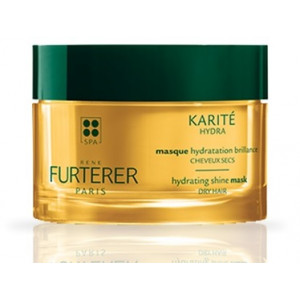 SPA
RENE
FURTERER
PARIS
KARITÉ
HYDRA
masque hydratation brillance
CHEVEUX SECS
hydrating shine mask
DRY HAIR